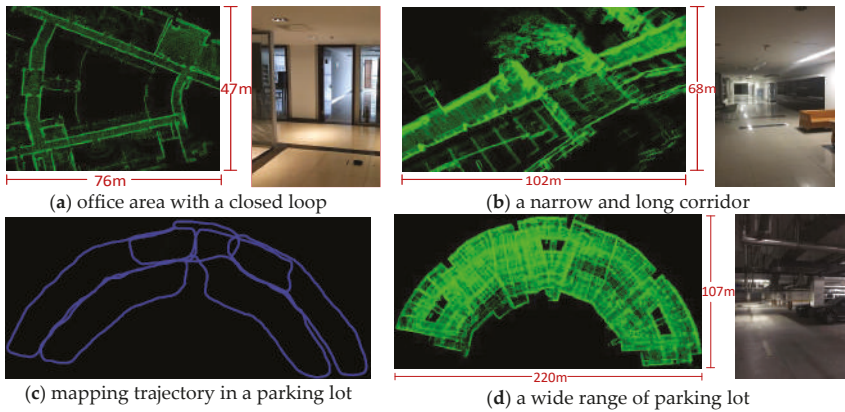 47m
76m
(a) office area with a closed loop
68m
102m
(b) a narrow and long corridor
(c) mapping trajectory in a parking lot
107m
220m
(d) a wide range of parking lot